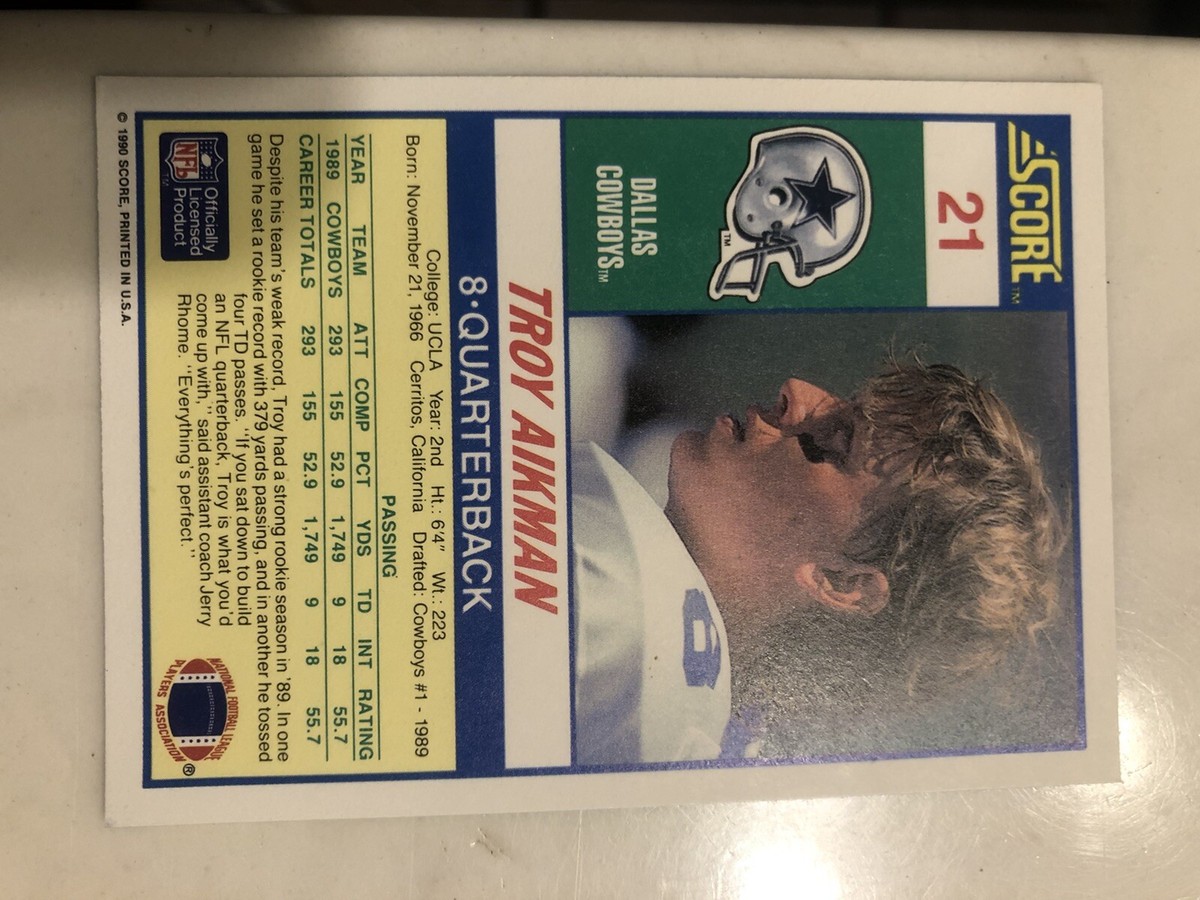 SCORE™
21
DALLAS
COWBOYS™
TM
8
TROY AIKMAN
8•QUARTERBACK
College: UCLA Year: 2nd Ht.: 6'4" Wt.: 223
Born: November 21, 1966 Cerritos, California Drafted: Cowboys #1 - 1989
PASSING
YEAR TEAM ATT COMP PCT YDS TD INT RATING
1989 COWBOYS 293 155 52.9 1,749 9 18 55.7
CAREER TOTALS 293 155 52.9 1,749 9 18 55.7
Despite his team's weak record, Troy had a strong rookie season in '89. In one
game he set a rookie record with 379 yards passing, and in another he tossed
four TD passes. "If you sat down to build
an NFL quarterback, Troy is what you'd
come up with," said assistant coach Jerry
Rhome. "Everything's perfect."
NFL
TM
Officially
Licensed
Product
NATIONAL FOOTBALL LEAGUE
PLAYERS ASSOCIATION
®
© 1990 SCORE, PRINTED IN U.S.A.